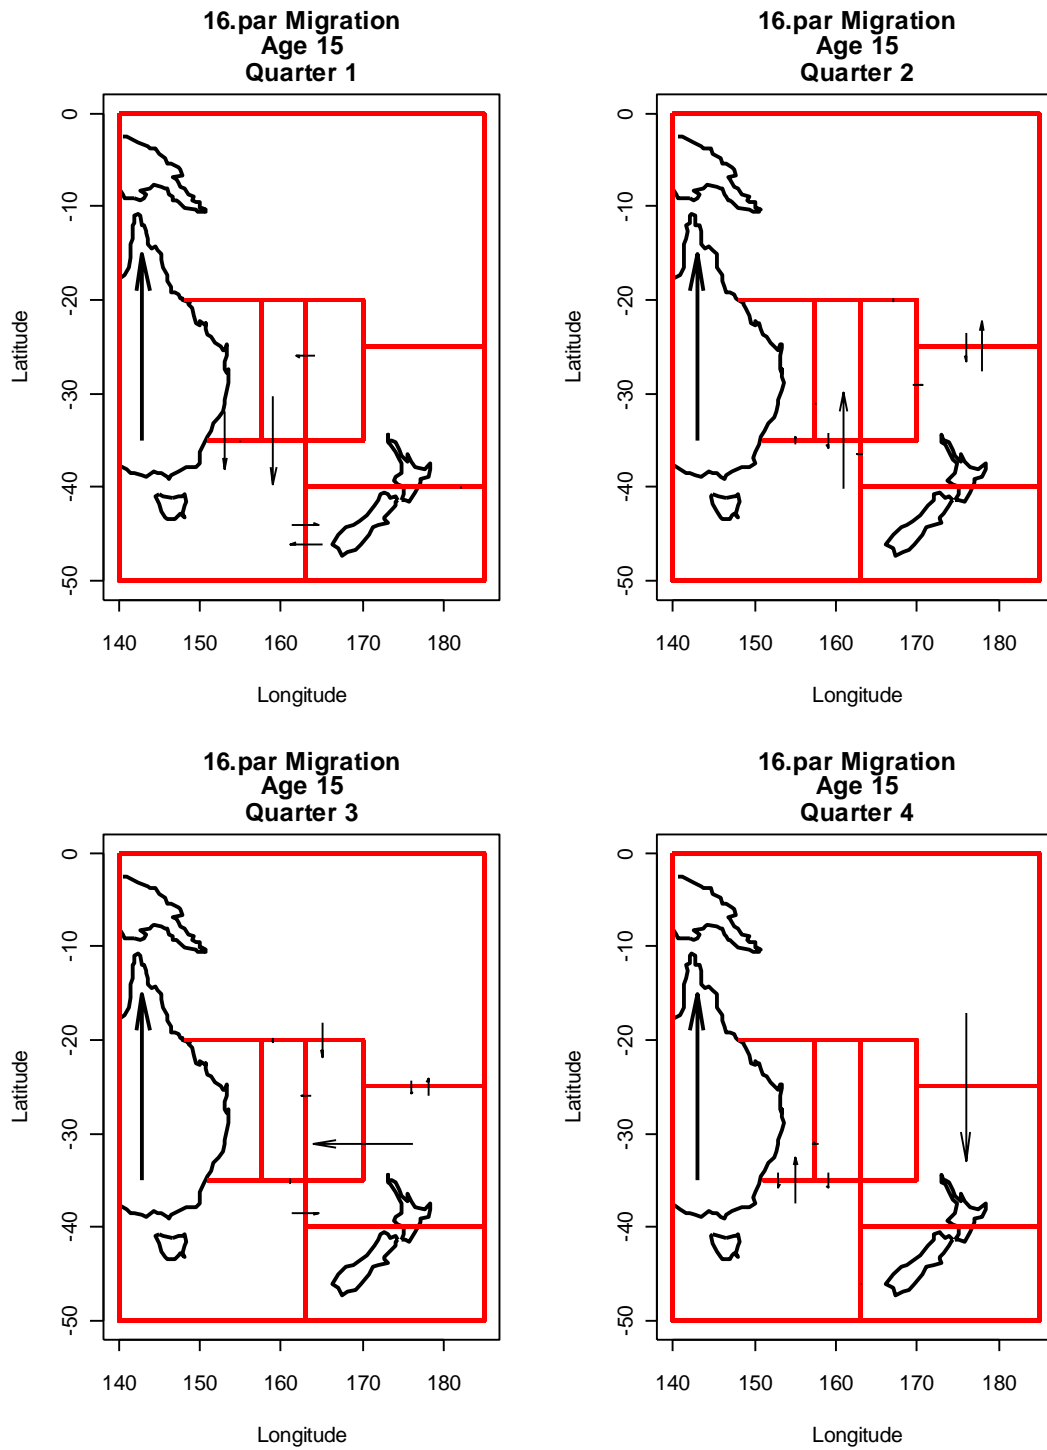 16.par Migration
Age 15
Quarter 1
0
-10
-20
-30
-40
-50
Latitude
140 150 160 170 180
Longitude
16.par Migration
Age 15
Quarter 2
0
-10
-20
-30
-40
-50
Latitude
140 150 160 170 180
Longitude
16.par Migration
Age 15
Quarter 3
0
-10
-20
-30
-40
-50
Latitude
140 150 160 170 180
Longitude
16.par Migration
Age 15
Quarter 4
0
-10
-20
-30
-40
-50
Latitude
140 150 160 170 180
Longitude